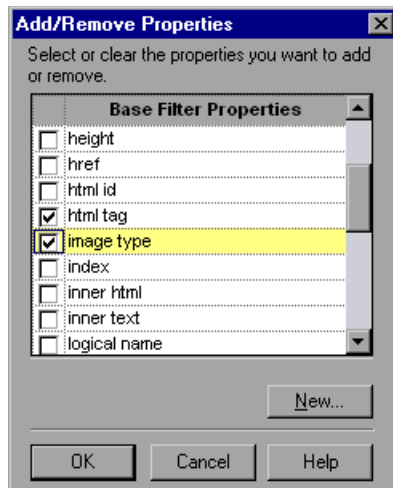 Add/Remove Properties
Select or clear the properties you want to add
or remove.
Base Filter Properties
height
href
html id
html tag
image type
index
inner html
inner text
logical name
New...
OK
Cancel
Help